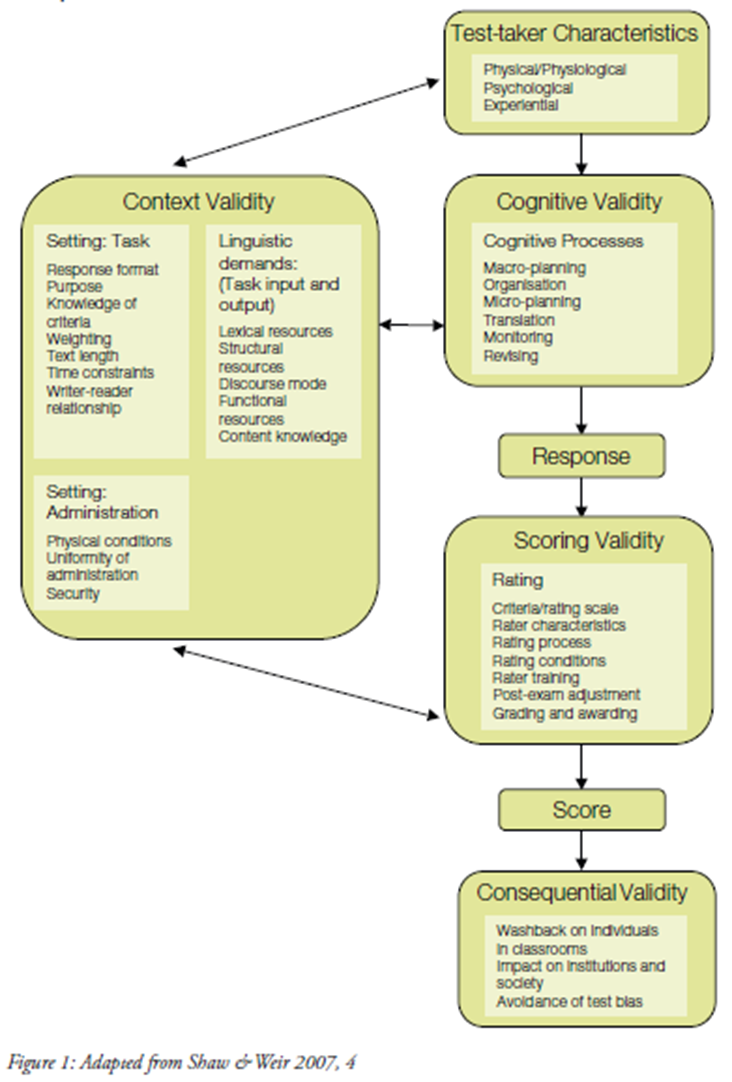 Test-taker Characteristics
Physical/Physiological
Psychological
Experiential
Context Validity
Setting: Task
Response format
Purpose
Knowledge of
criteria
Weighting
Text length
Time constraints
Writer-reader
relationship
Linguistic
demands:
(Task input and
output)
Lexical resources
Structural
resources
Discourse mode
Functional
resources
Content knowledge
Setting:
Administration
Physical conditions
Uniformity of
administration
Security
Cognitive Validity
Cognitive Processes
Macro-planning
Organisation
Micro-planning
Translation
Monitoring
Revising
Response
Scoring Validity
Rating
Criteria/rating scale
Rater characteristics
Rating process
Rating conditions
Rater training
Post-exam adjustment
Grading and awarding
Score
Consequential Validity
Washback on individuals
in classrooms
Impact on institutions and
society
Avoidance of test bias
Figure 1: Adapted from Shaw & Weir 2007, 4